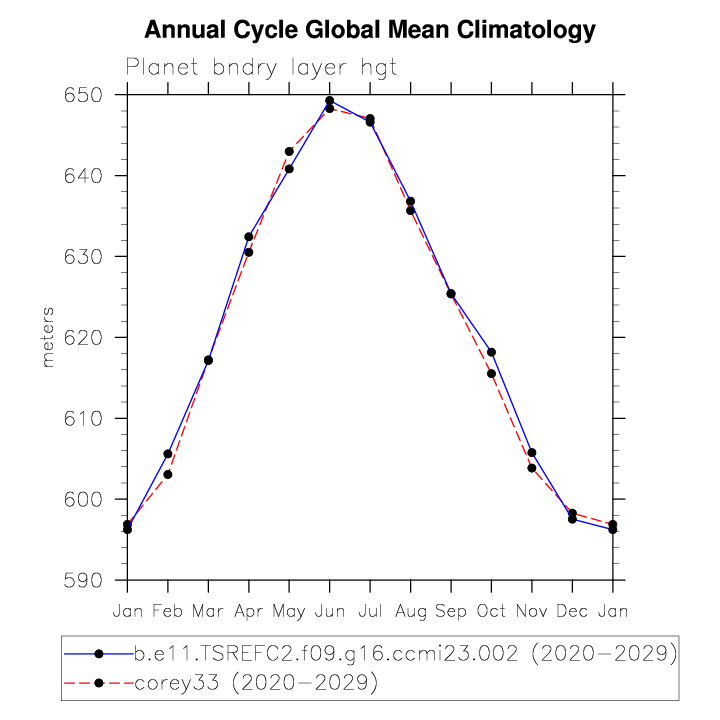 Annual Cycle Global Mean Climatology
Planet bndry layer hgt
650
640
630
620
610
600
590
meters
Jan Feb Mar Apr May Jun Jul Aug Sep Oct Nov Dec Jan
b.e11.TSREFC2.f09.g16.ccmi23.002 (2020-2029)
corey33 (2020-2029)